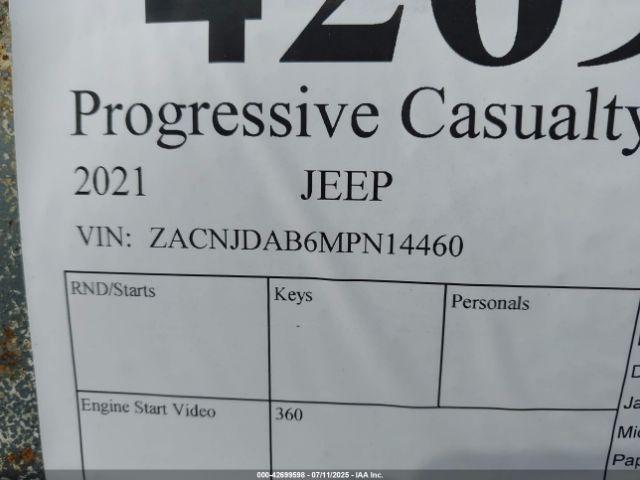 Progressive Casualty
2021 JEEP
VIN: ZACNJDAB6MPN14460
RND/Starts Keys Personals
Engine Start Video 360
00-42699598 - 07/11/2025 - IAA Inc.